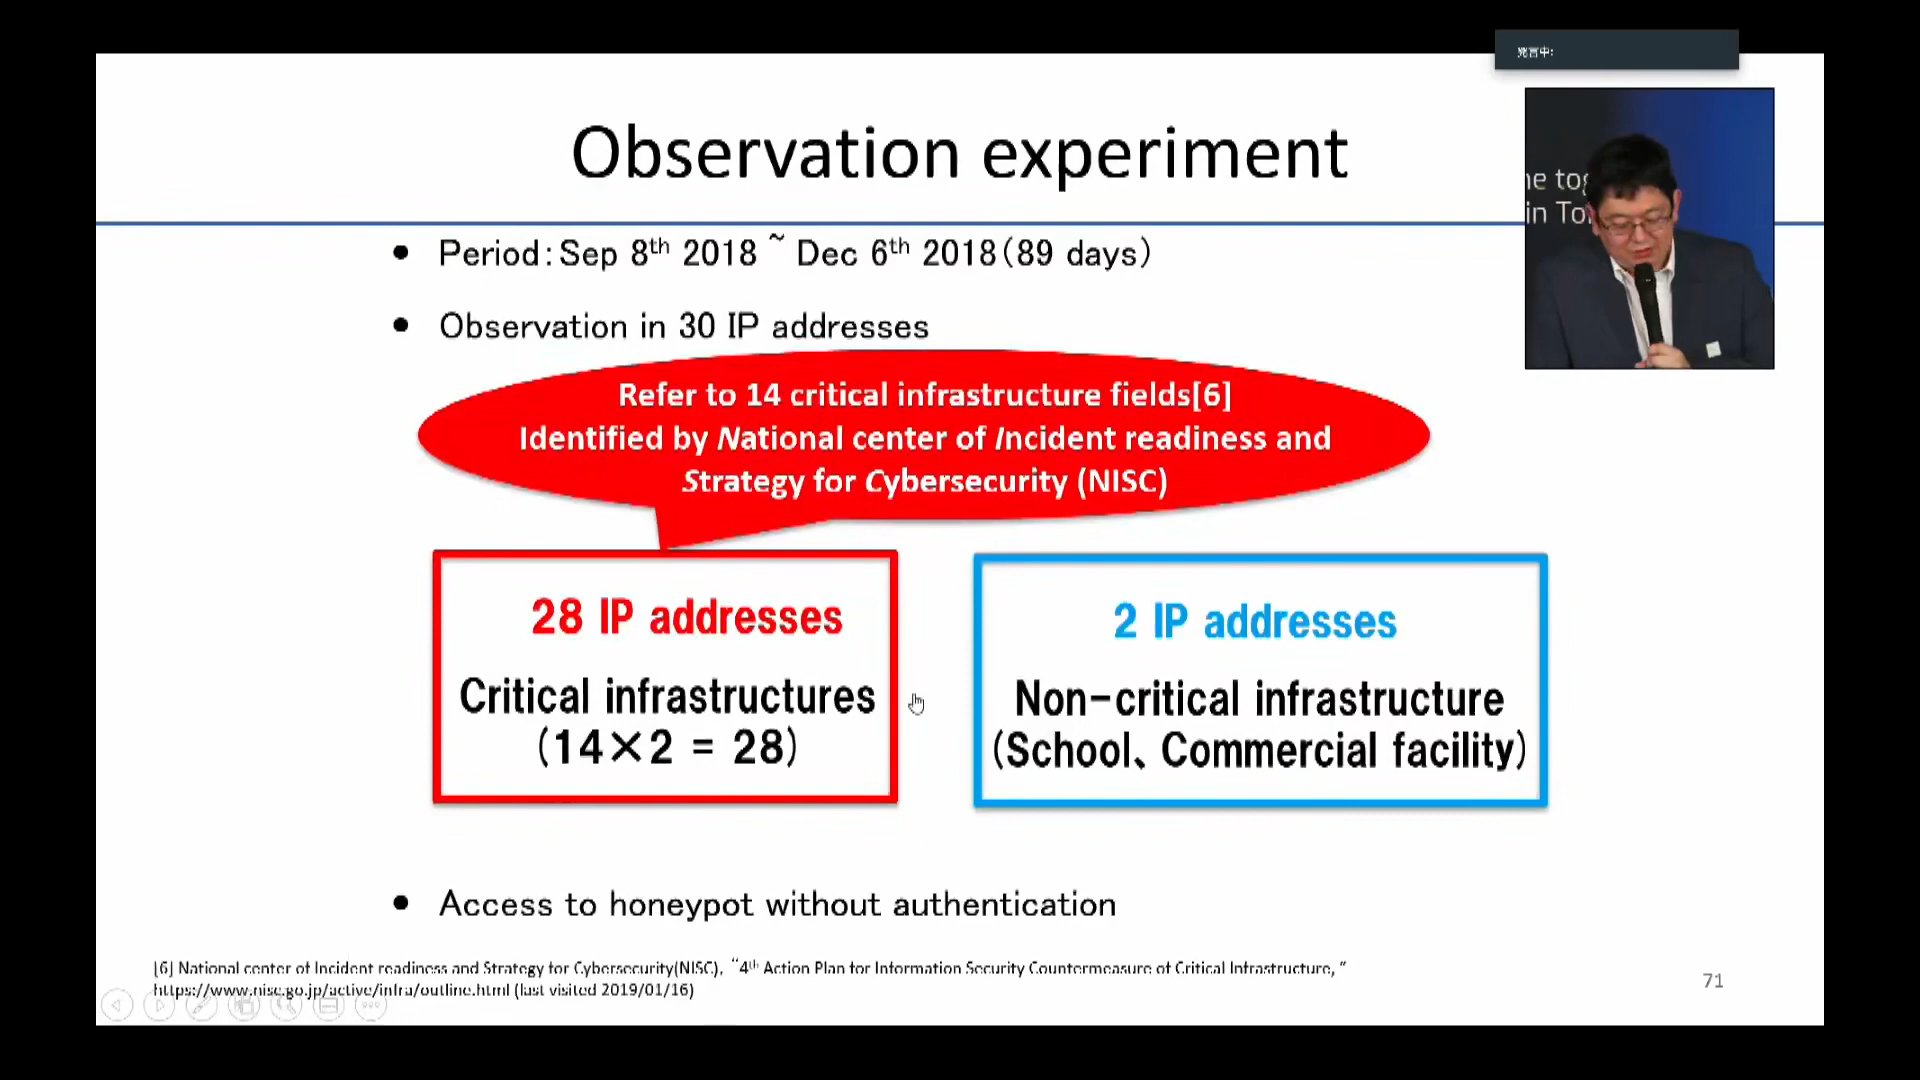 発言中:
Observation experiment
he tog
in To
• Period:Sep 8th 2018 ~ Dec 6th 2018(89 days)
• Observation in 30 IP addresses
Refer to 14 critical infrastructure fields[6]
Identified by National center of Incident readiness and
Strategy for Cybersecurity (NISC)
28 IP addresses
Critical infrastructures
(14×2 = 28)
2 IP addresses
Non-critical infrastructure
(School、Commercial facility)
• Access to honeypot without authentication
[6] National center of Incident readiness and Strategy for Cybersecurity(NISC), “4th Action Plan for Information Security Countermeasure of Critical Infrastructure,”
https://www.nisc.go.jp/active/infra/outline.html (last visited 2019/01/16)
71